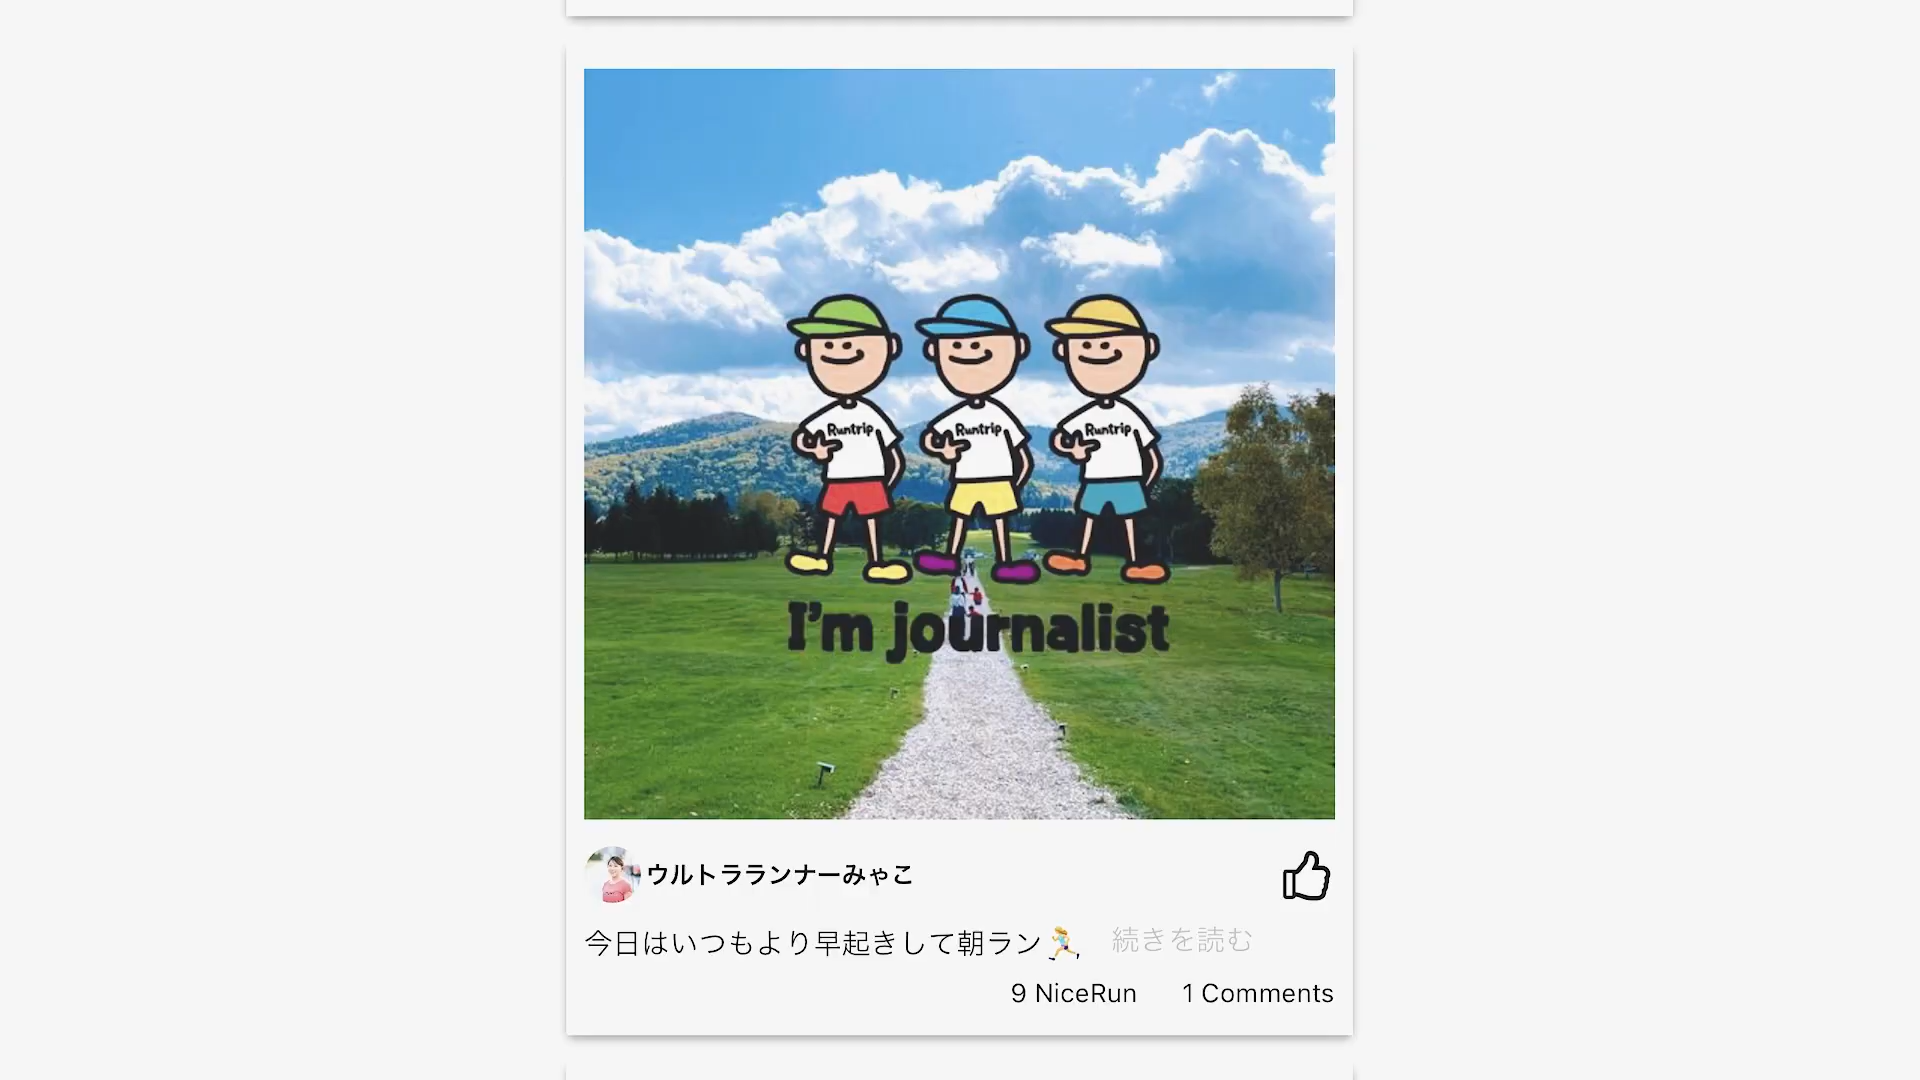 Runtrip Runtrip Runtrip
I'm journalist
ウルトラランナーみゃこ
今日はいつもより早起きして朝ラン🏃, 続きを読む
9 NiceRun 1 Comments